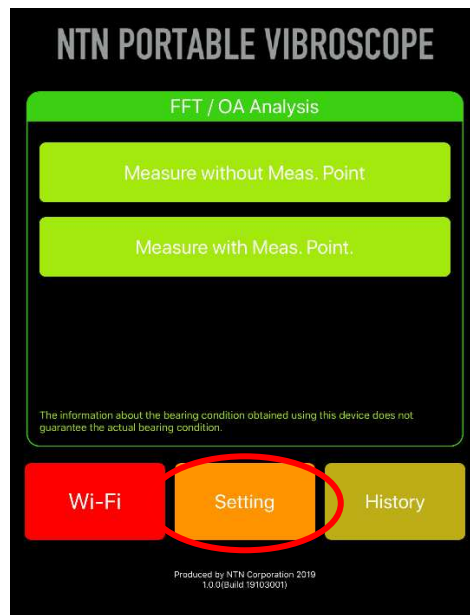 NTN PORTABLE VIBROSCOPE
FFT / OA Analysis
Measure without Meas. Point
Measure with Meas. Point.
The information about the bearing condition obtained using this device does not
guarantee the actual bearing condition.
Wi-Fi
Setting
History
Produced by NTN Corporation 2019
1.0.0(Build 19103001)